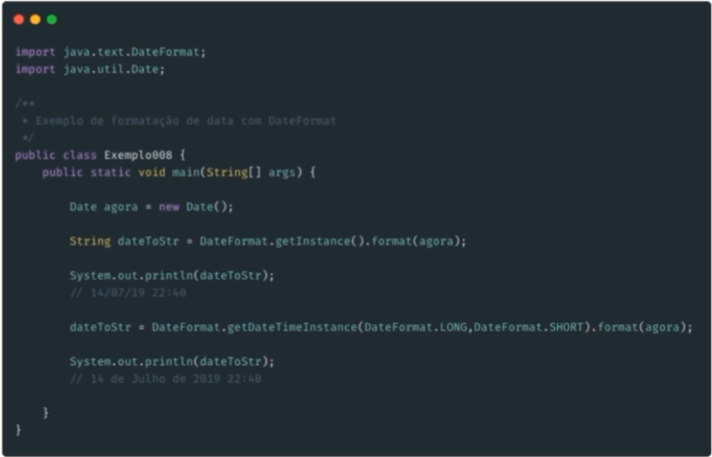 import java.text.DateFormat;
import java.util.Date;
/**
* Exemplo de formatação de data com DateFormat
*/
public class Exemplo008 {
public static void main(String[] args) {
Date agora = new Date();
String dateToStr = DateFormat.getInstance().format(agora);
System.out.println(dateToStr);
// 14/07/19 22:40
dateToStr = DateFormat.getDateTimeInstance(DateFormat.LONG,DateFormat.SHORT).format(agora);
System.out.println(dateToStr);
// 14 de Julho de 2019 22:40
}
}